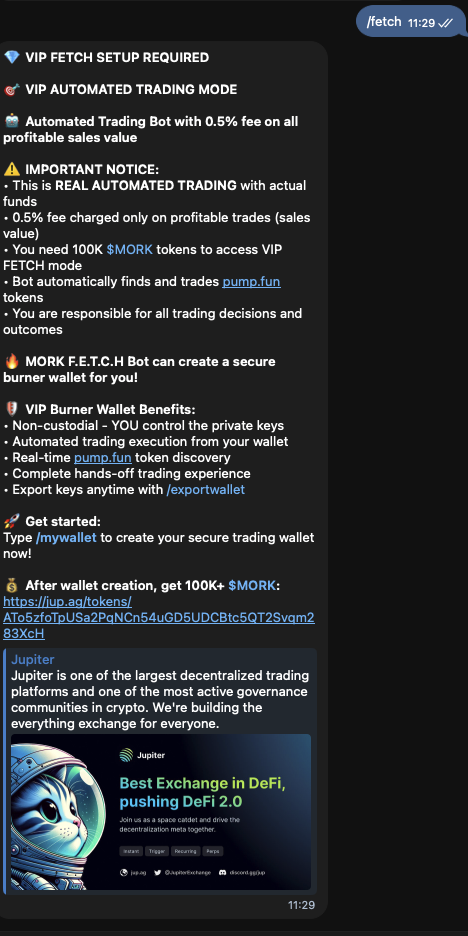 /fetch 11:29
💎 VIP FETCH SETUP REQUIRED
🎯 VIP AUTOMATED TRADING MODE
🤖 Automated Trading Bot with 0.5% fee on all
profitable sales value
⚠️ IMPORTANT NOTICE:
• This is REAL AUTOMATED TRADING with actual
funds
• 0.5% fee charged only on profitable trades (sales
value)
• You need 100K $MORK tokens to access VIP
FETCH mode
• Bot automatically finds and trades pump.fun
tokens
• You are responsible for all trading decisions and
outcomes
🔥 MORK F.E.T.C.H Bot can create a secure
burner wallet for you!
🛡️ VIP Burner Wallet Benefits:
• Non-custodial - YOU control the private keys
• Automated trading execution from your wallet
• Real-time pump.fun token discovery
• Complete hands-off trading experience
• Export keys anytime with /exportwallet
🚀 Get started:
Type /mywallet to create your secure trading wallet
now!
💰 After wallet creation, get 100K+ $MORK:
https://jup.ag/tokens/
ATo5zfoTpUSa2PqNCn54uGD5UDCBtc5QT2Svqm2
83XcH
Jupiter
Jupiter is one of the largest decentralized trading
platforms and one of the most active governance
communities in crypto. We're building the
everything exchange for everyone.
Jupiter
Best Exchange in DeFi,
pushing DeFi 2.0
Join us as a space catdet and drive the
decentralization meta together.
Instant Trigger Recurring Perps
jup.ag @JupiterExchange discord.gg/jup
11:29